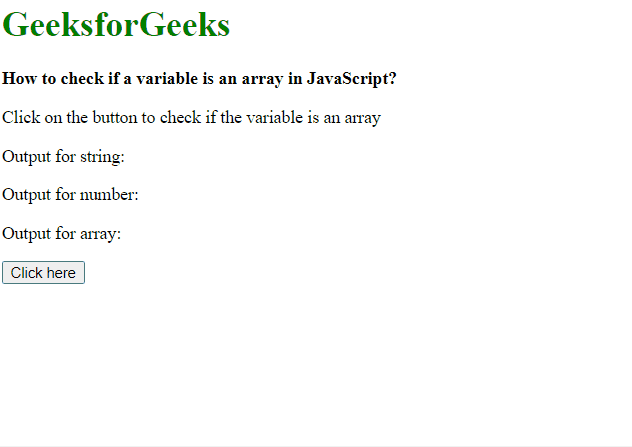 GeeksforGeeks
How to check if a variable is an array in JavaScript?
Click on the button to check if the variable is an array
Output for string:
Output for number:
Output for array:
Click here